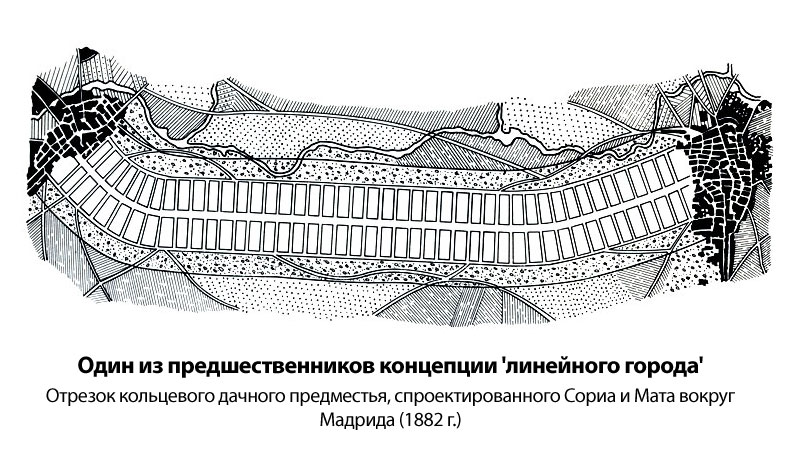 Один из предшественников концепции 'линейного города'
Отрезок кольцевого дачного предместья, спроектированного Сориа и Мата вокруг
Мадрида (1882 г.)